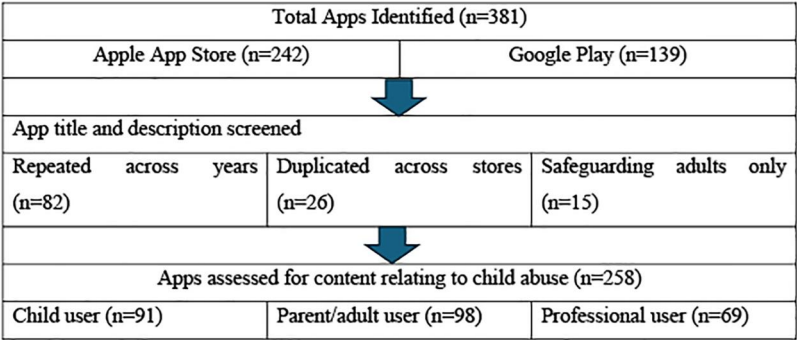 Total Apps Identified (n=381)
Apple App Store (n=242)
Google Play (n=139)
App title and description screened
Repeated across years
(n=82)
Duplicated across stores
(n=26)
Safeguarding adults only
(n=15)
Apps assessed for content relating to child abuse (n=258)
Child user (n=91)
Parent/adult user (n=98)
Professional user (n=69)